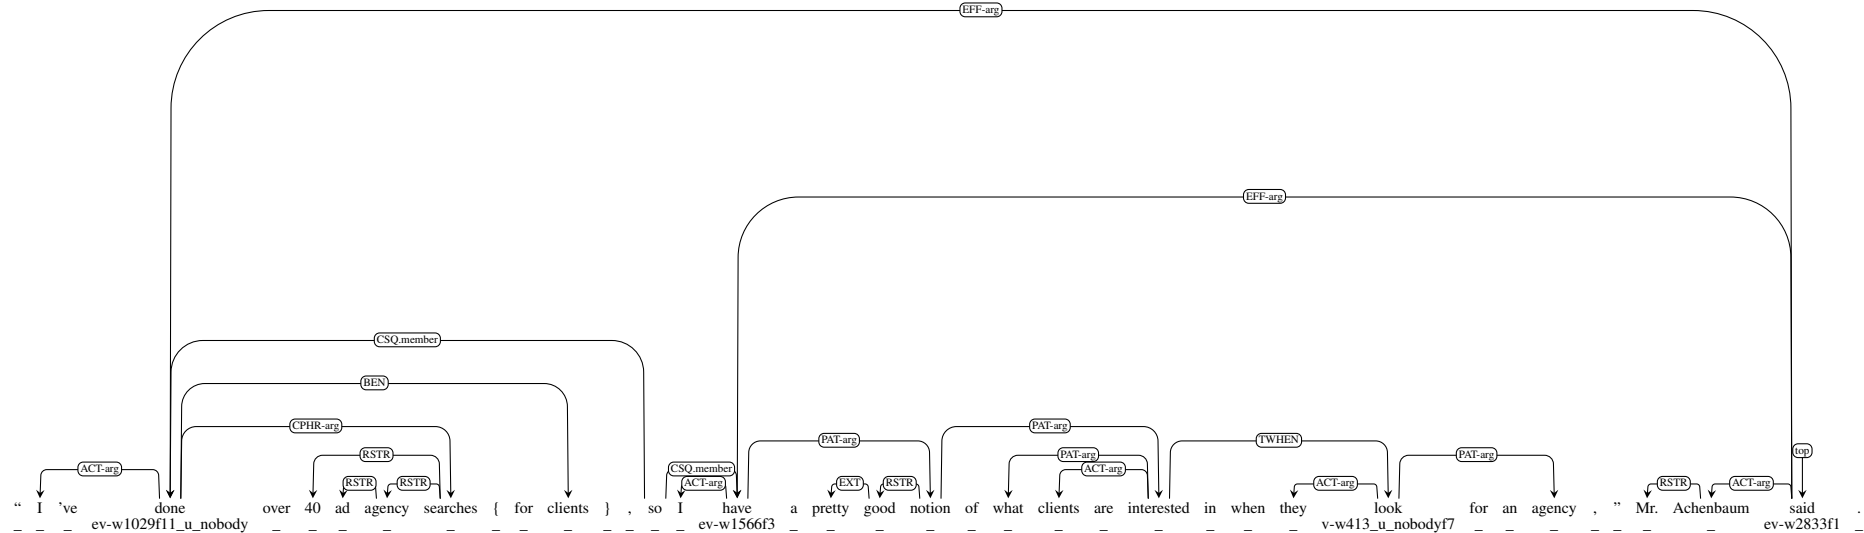 EFF-arg
EFF-arg
CSQ.member
BEN
CPHR-arg PAT-arg
PAT-arg TWHEN
top
RSTR PAT-arg PAT-arg
ACT-arg CSQ.member ACT-arg
RSTR RSTR ACT-arg EXT RSTR ACT-arg RSTR ACT-arg
“ I ’ve done over 40 ad agency searches { for clients } , so I have a pretty good notion of what clients are interested in when they look for an agency , ” Mr. Achenbaum said .
_ _ _ ev-w1029f11_u_nobody _ _ _ _ _ _ _ _ _ _ _ _ ev-w1566f3 _ _ _ _ _ _ _ _ _ _ _ _ v-w413_u_nobodyf7 _ _ _ _ _ _ _ ev-w2833f1 _